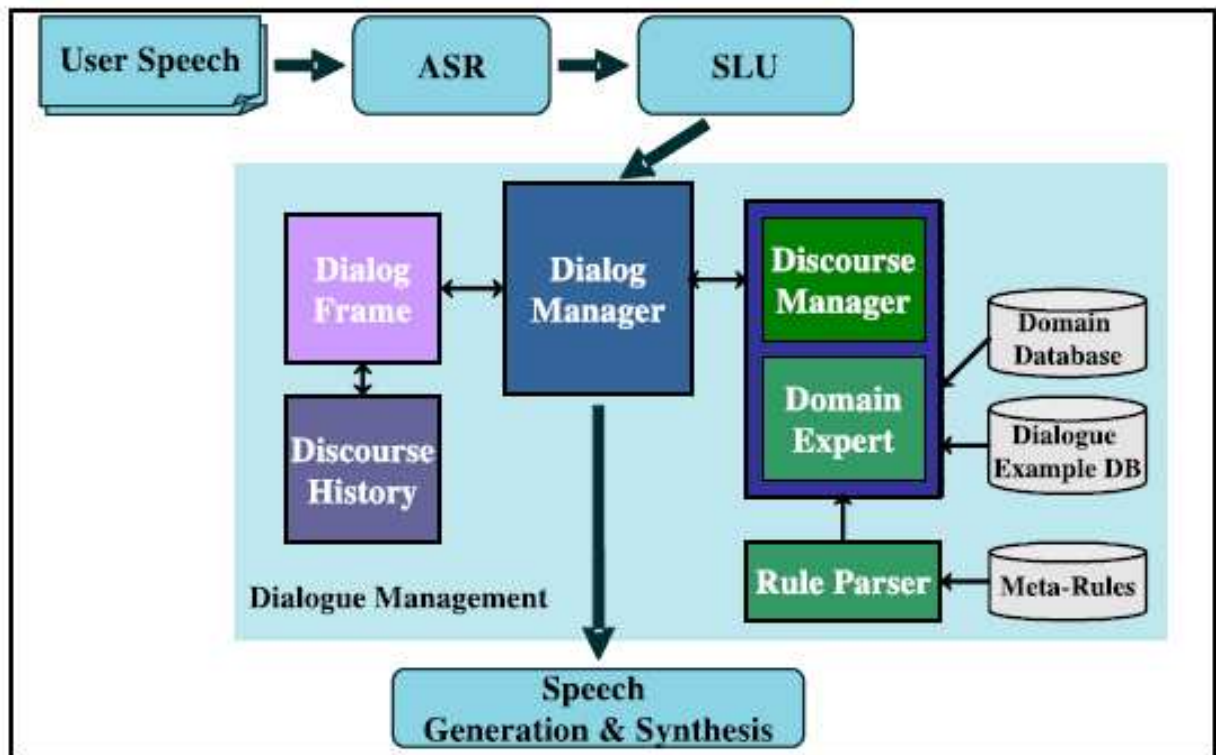 User Speech
ASR
SLU
Dialog
Frame
Dialog
Manager
Discourse
Manager
Domain
Database
Domain
Expert
Discourse
History
Dialogue
Example DB
Rule Parser
Meta-Rules
Dialogue Management
Speech
Generation & Synthesis